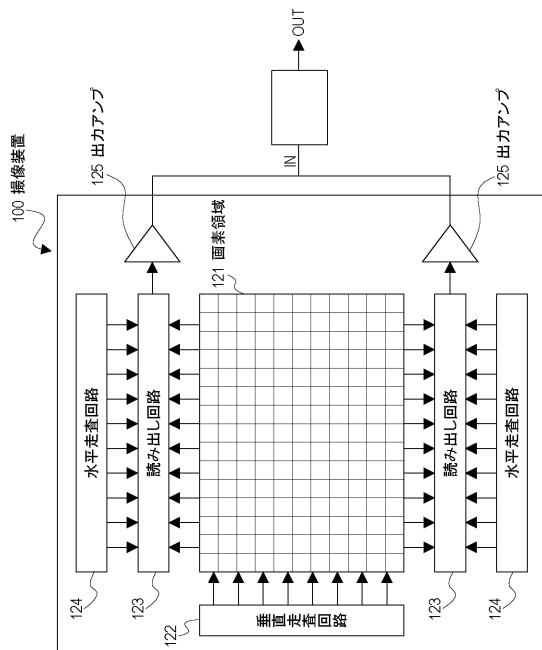 100 撮像装置
125 出力アンプ
OUT
IN
125 出力アンプ
121 画素領域
水平走査回路
124
読み出し回路
123
垂直走査回路
122
読み出し回路
123
水平走査回路
124